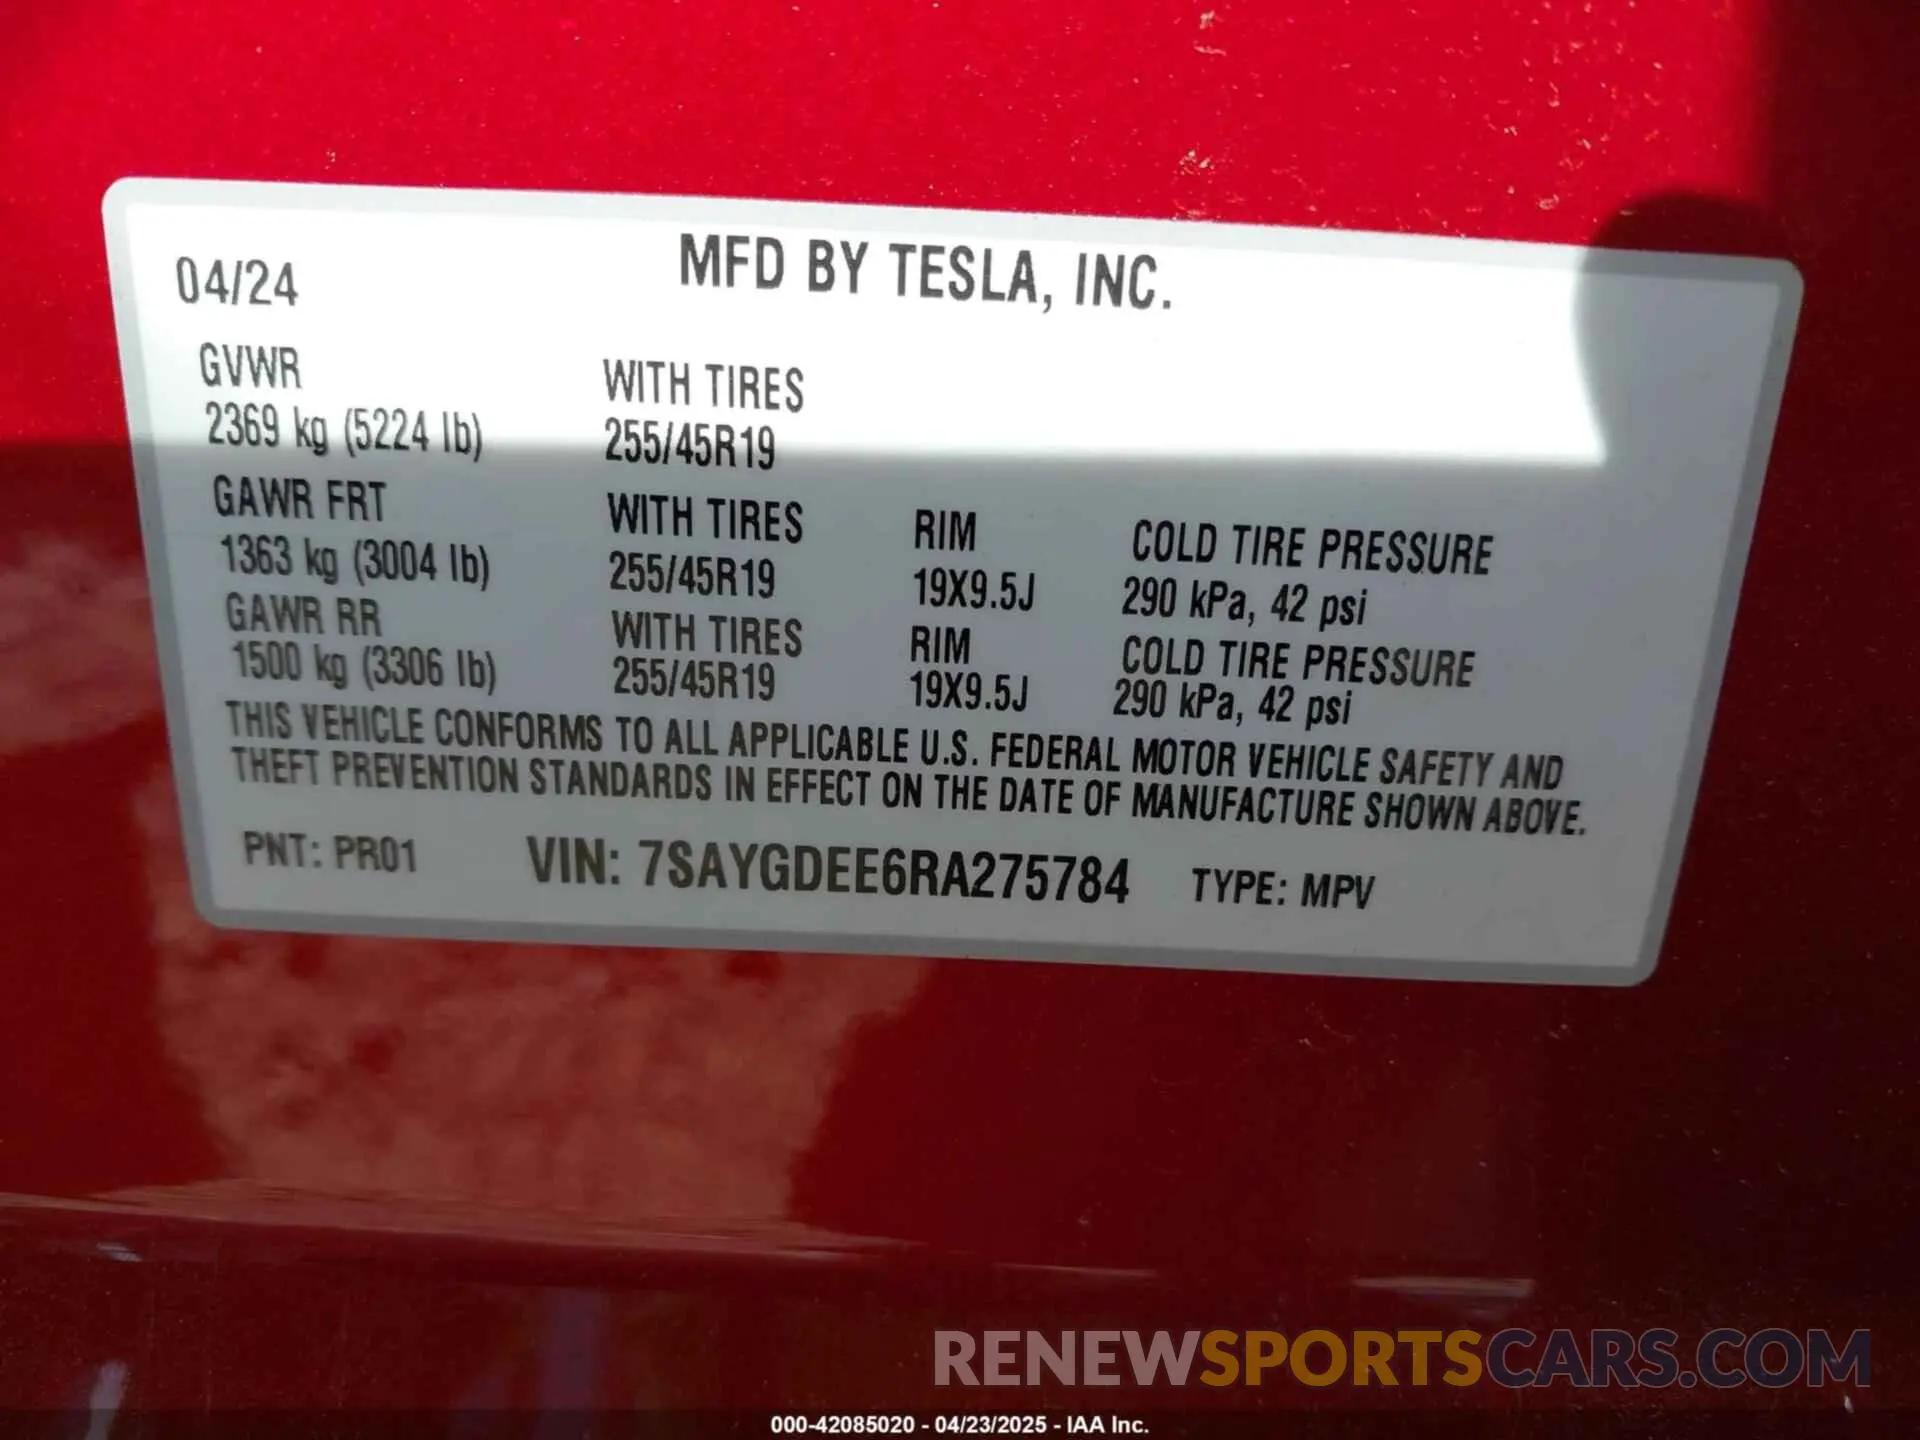 04/24 MFD BY TESLA, INC.
GVWR WITH TIRES
2369 kg (5224 lb) 255/45R19
GAWR FRT WITH TIRES RIM COLD TIRE PRESSURE
1363 kg (3004 lb) 255/45R19 19X9.5J 290 kPa, 42 psi
GAWR RR WITH TIRES RIM COLD TIRE PRESSURE
1500 kg (3306 lb) 255/45R19 19X9.5J 290 kPa, 42 psi
THIS VEHICLE CONFORMS TO ALL APPLICABLE U.S. FEDERAL MOTOR VEHICLE SAFETY AND
THEFT PREVENTION STANDARDS IN EFFECT ON THE DATE OF MANUFACTURE SHOWN ABOVE.
PNT: PR01 VIN: 7SAYGDEE6RA275784 TYPE: MPV
RENEWSPORTSCARS.COM
000-42085020 - 04/23/2025 - IAA Inc.